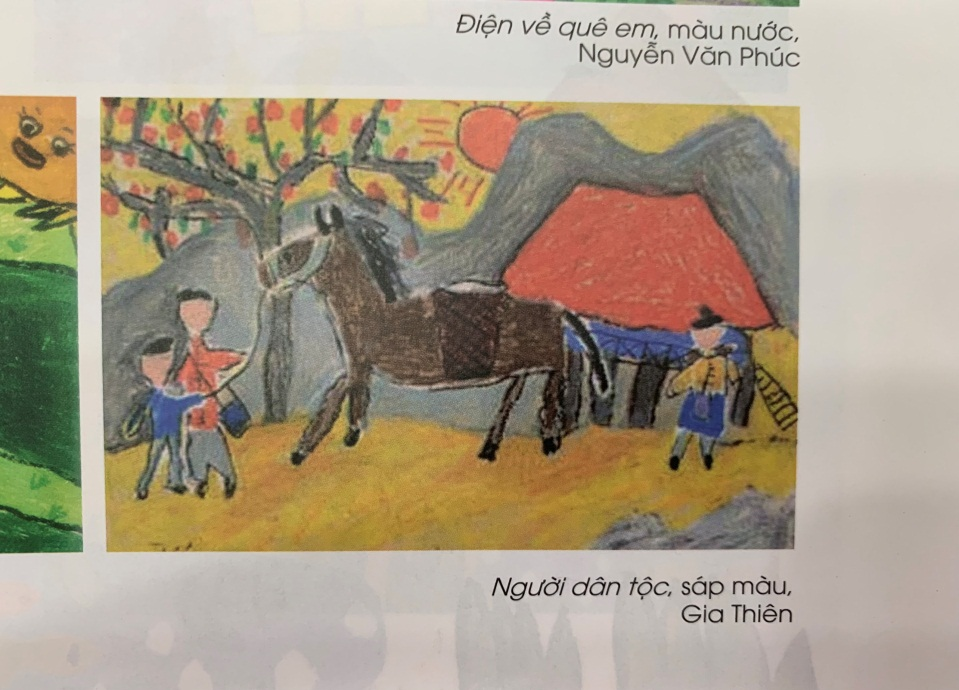 Điện về quê em, màu nước,
Nguyễn Văn Phúc
Người dân tộc, sáp màu,
Gia Thiên